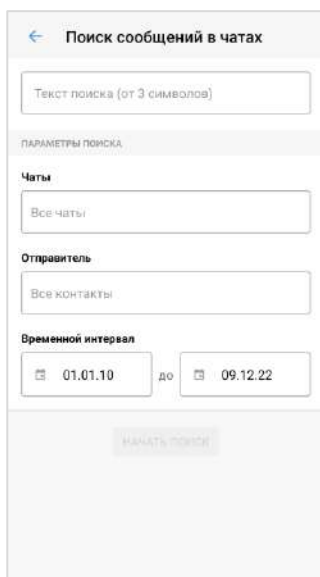 Поиск сообщений в чатах
Текст поиска (от 3 символов)
ПАРАМЕТРЫ ПОИСКА
Чаты
Все чаты
Отправитель
Все контакты
Временной интервал
01.01.10 до 09.12.22
НАЧАТЬ ПОИСК